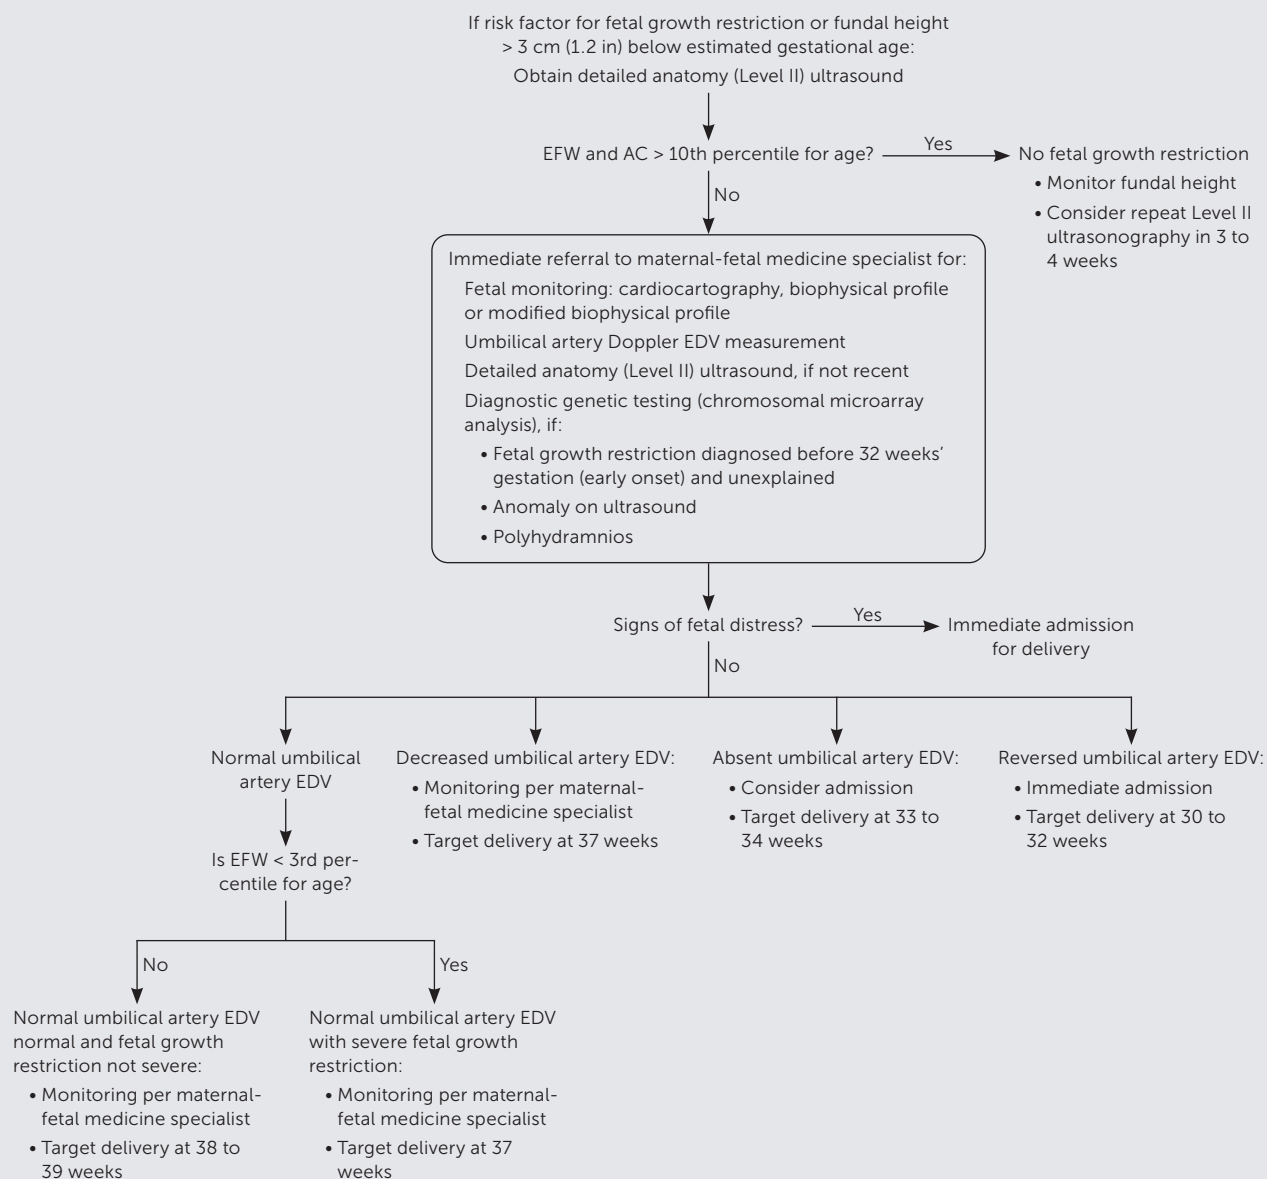 If risk factor for fetal growth restriction or fundal height
> 3 cm (1.2 in) below estimated gestational age:
Obtain detailed anatomy (Level II) ultrasound
EFW and AC > 10th percentile for age?
Yes
No fetal growth restriction
• Monitor fundal height
• Consider repeat Level II
ultrasonography in 3 to
4 weeks
No
Immediate referral to maternal-fetal medicine specialist for:
Fetal monitoring: cardiocartography, biophysical profile
or modified biophysical profile
Umbilical artery Doppler EDV measurement
Detailed anatomy (Level II) ultrasound, if not recent
Diagnostic genetic testing (chromosomal microarray
analysis), if:
• Fetal growth restriction diagnosed before 32 weeks’
gestation (early onset) and unexplained
• Anomaly on ultrasound
• Polyhydramnios
Signs of fetal distress?
Yes
Immediate admission
for delivery
No
Normal umbilical
artery EDV
Decreased umbilical artery EDV:
• Monitoring per maternal-
fetal medicine specialist
• Target delivery at 37 weeks
Absent umbilical artery EDV:
• Consider admission
• Target delivery at 33 to
34 weeks
Reversed umbilical artery EDV:
• Immediate admission
• Target delivery at 30 to
32 weeks
Is EFW < 3rd per-
centile for age?
No
Yes
Normal umbilical artery EDV
normal and fetal growth
restriction not severe:
• Monitoring per maternal-
fetal medicine specialist
• Target delivery at 38 to
39 weeks
Normal umbilical artery EDV
with severe fetal growth
restriction:
• Monitoring per maternal-
fetal medicine specialist
• Target delivery at 37
weeks